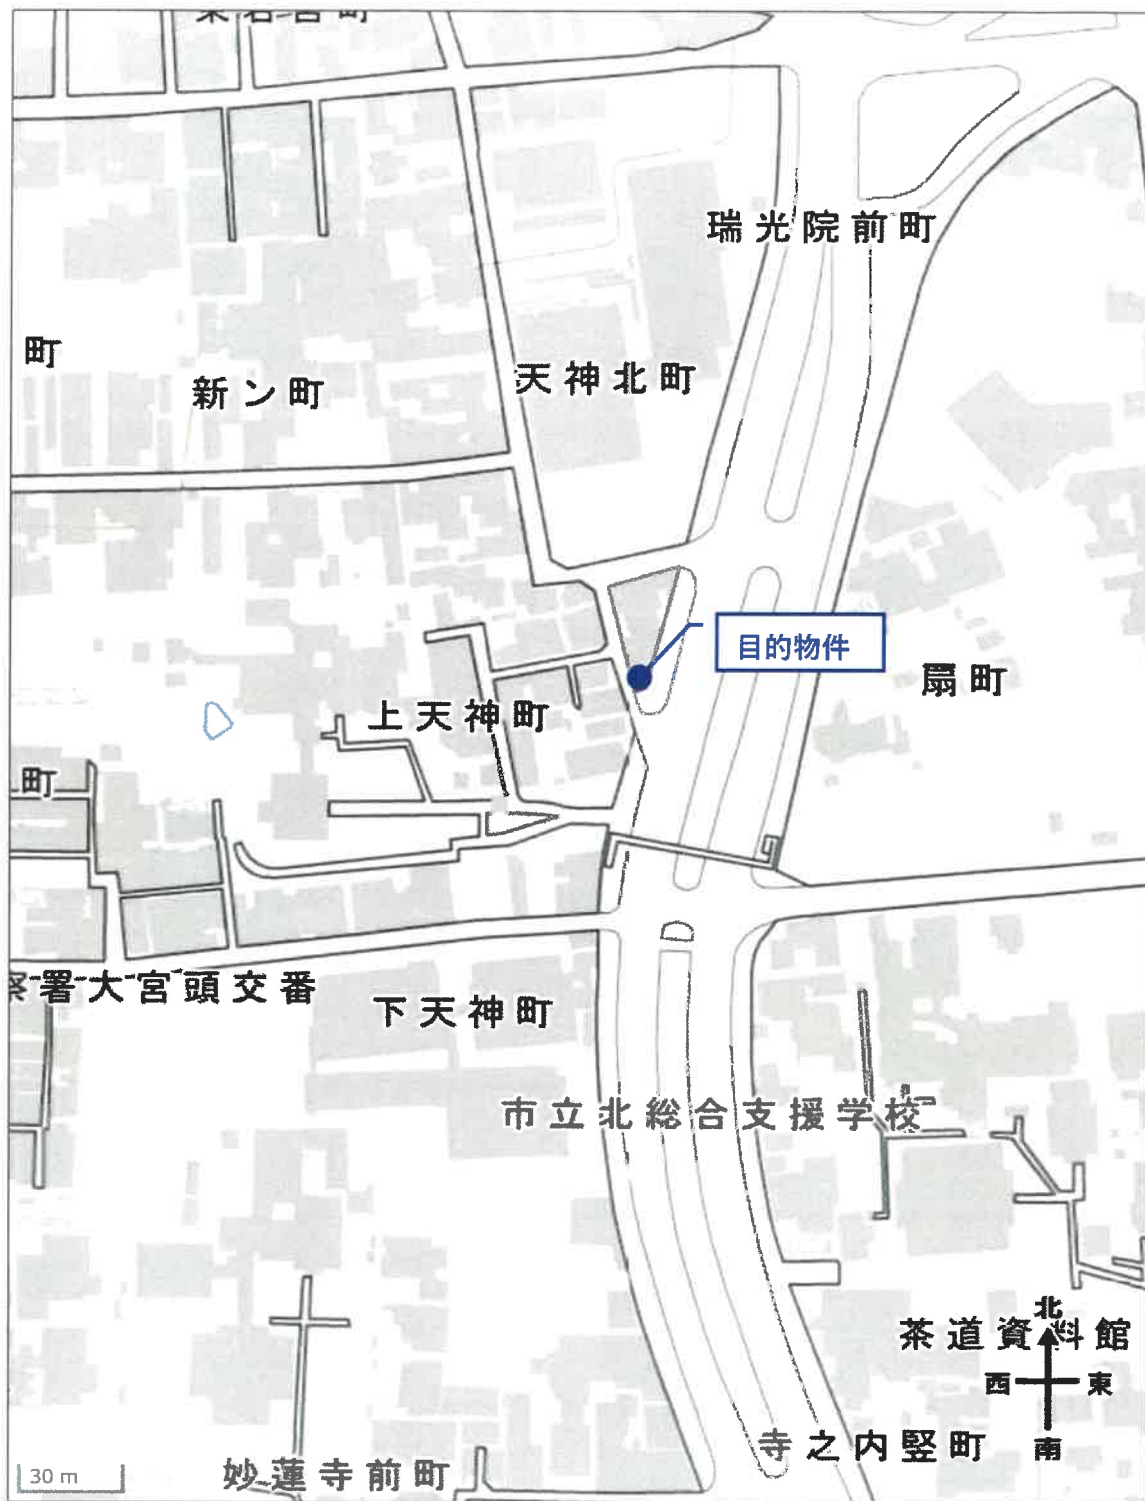 瑞光院前町
町
新ン町
天神北町
目的物件
扇町
上天神町
町
署大宮頭交番
下天神町
市立北総合支援学校
北
茶道資料館
西
東
寺之内竪町
南
妙蓮寺前町
30 m